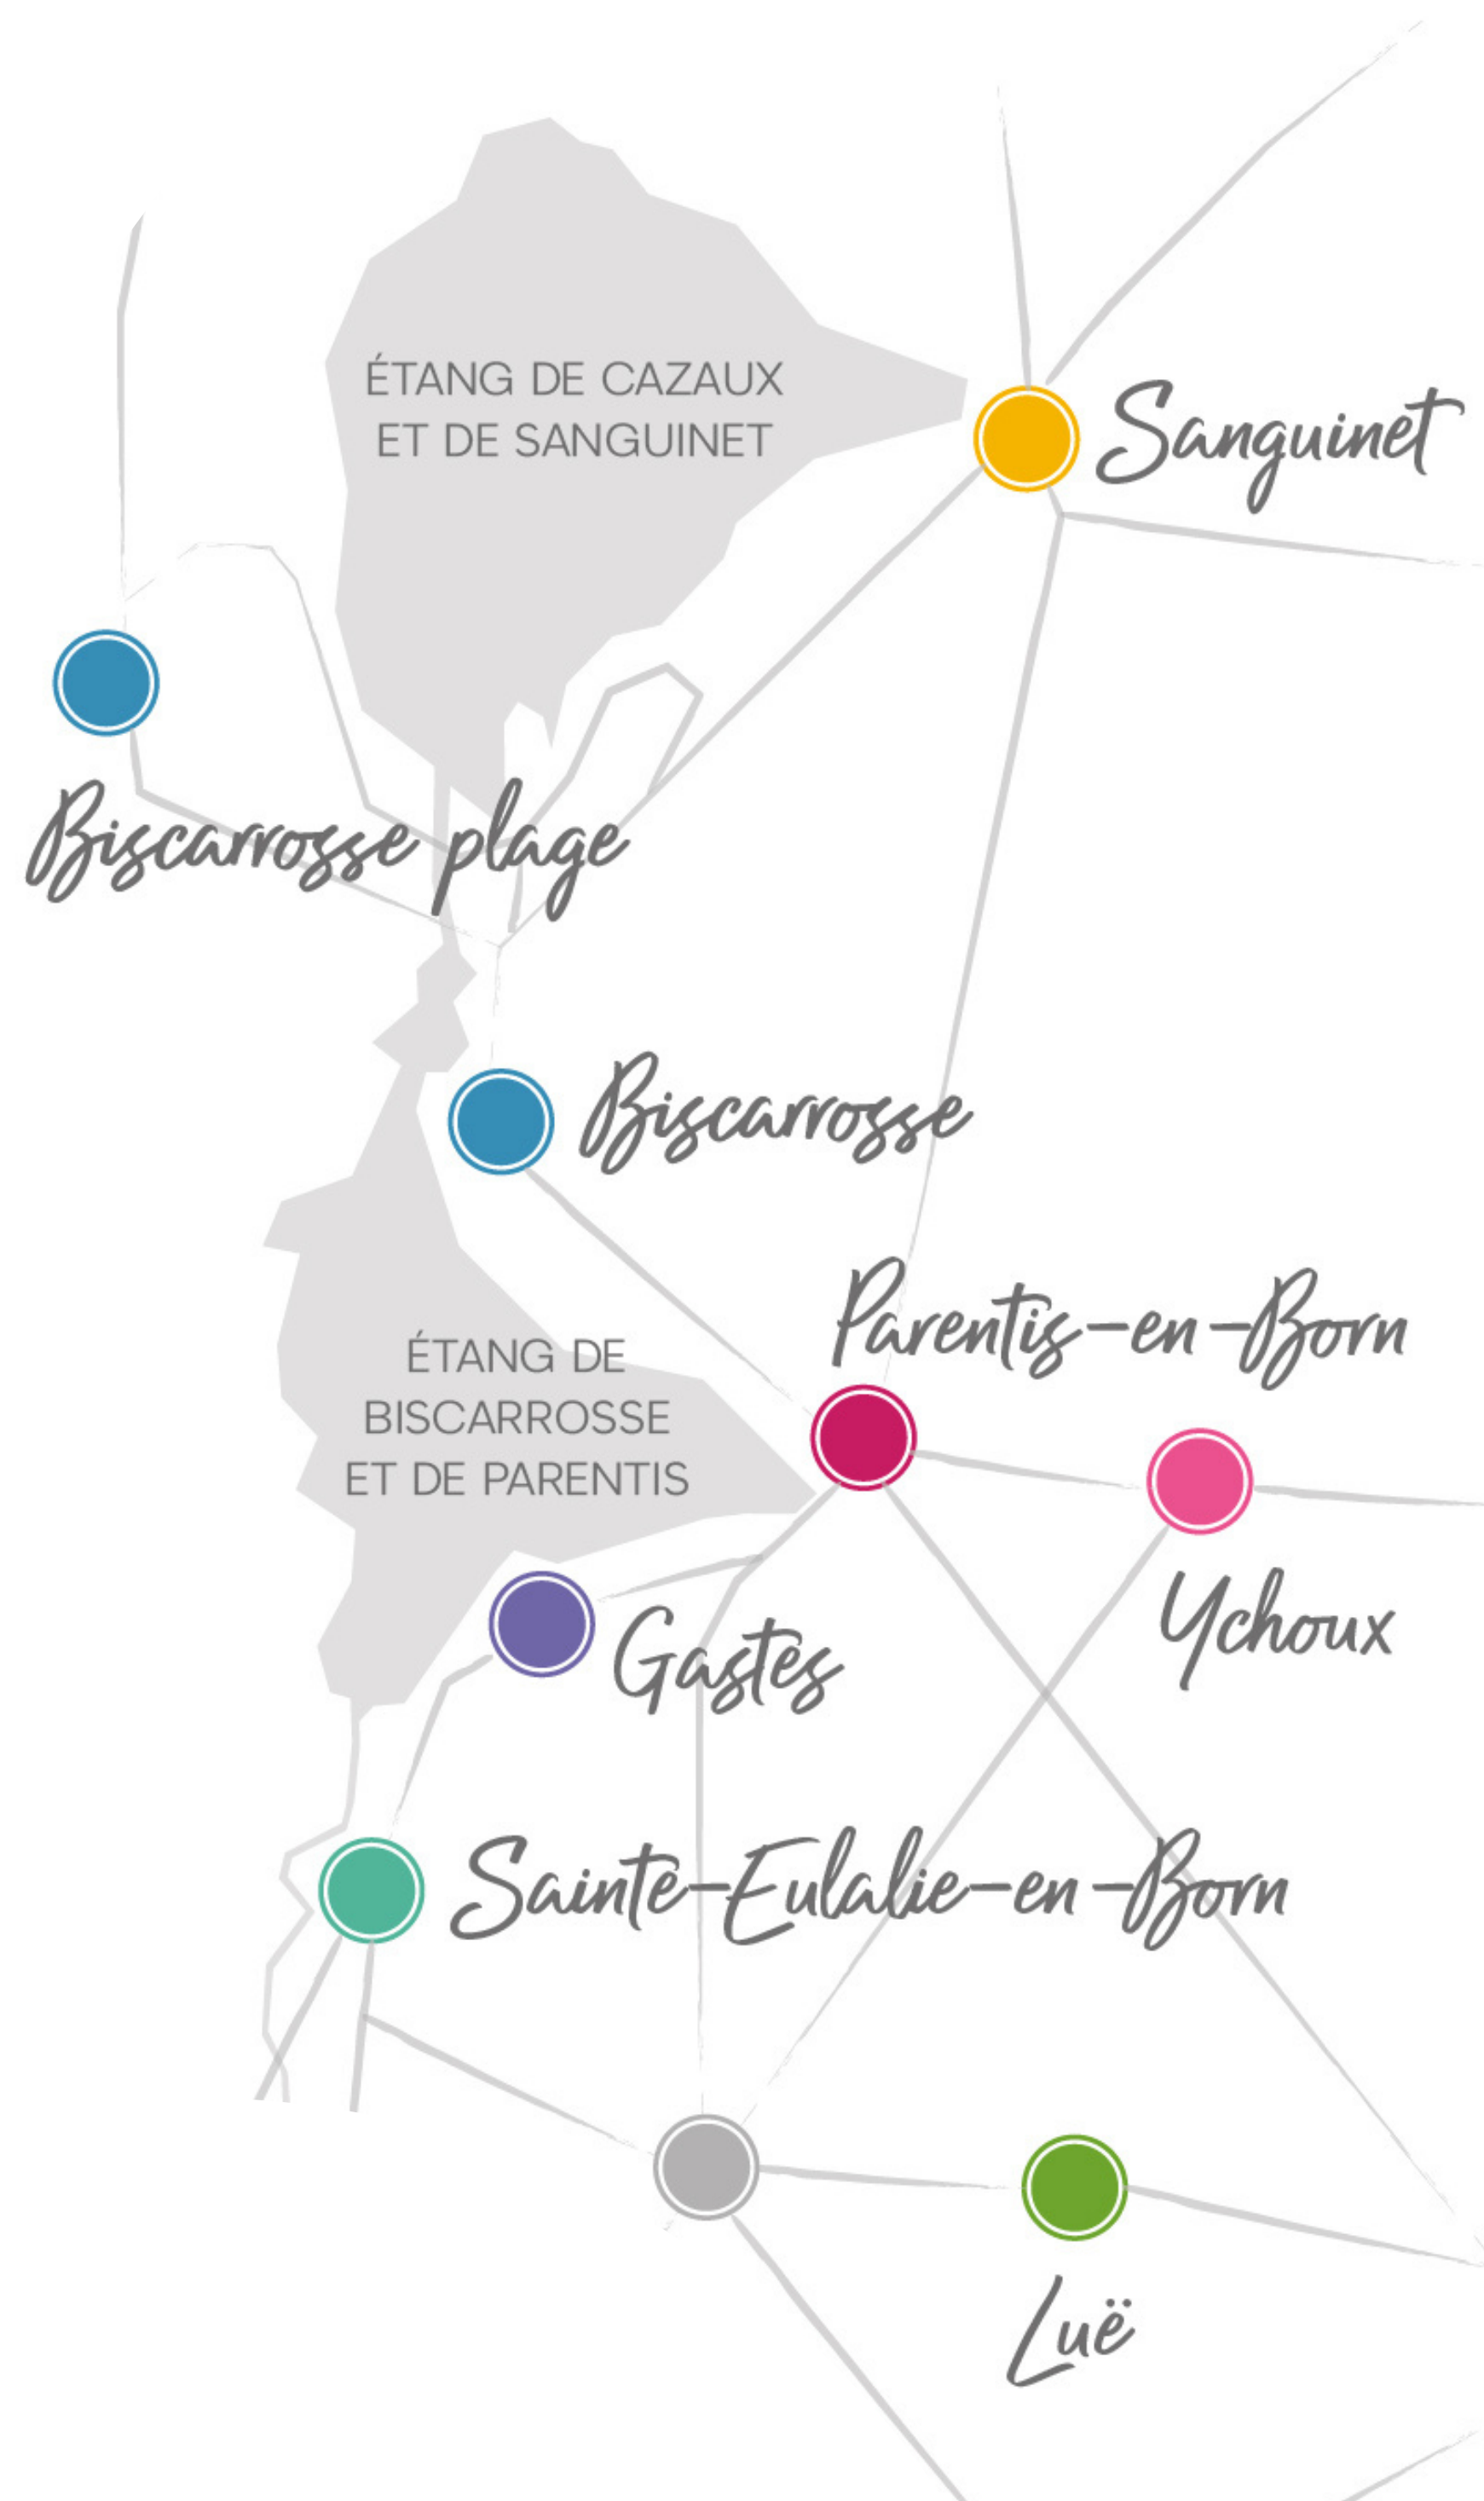 ÉTANG DE CAZAUX
ET DE SANGUINET
Sanguinet
Biscarrosse plage
Biscarrosse
Parentis-en-Born
ÉTANG DE
BISCARROSSE
ET DE PARENTIS
Ychoux
Gastes
Sainte-Eulalie-en-Born
Luë